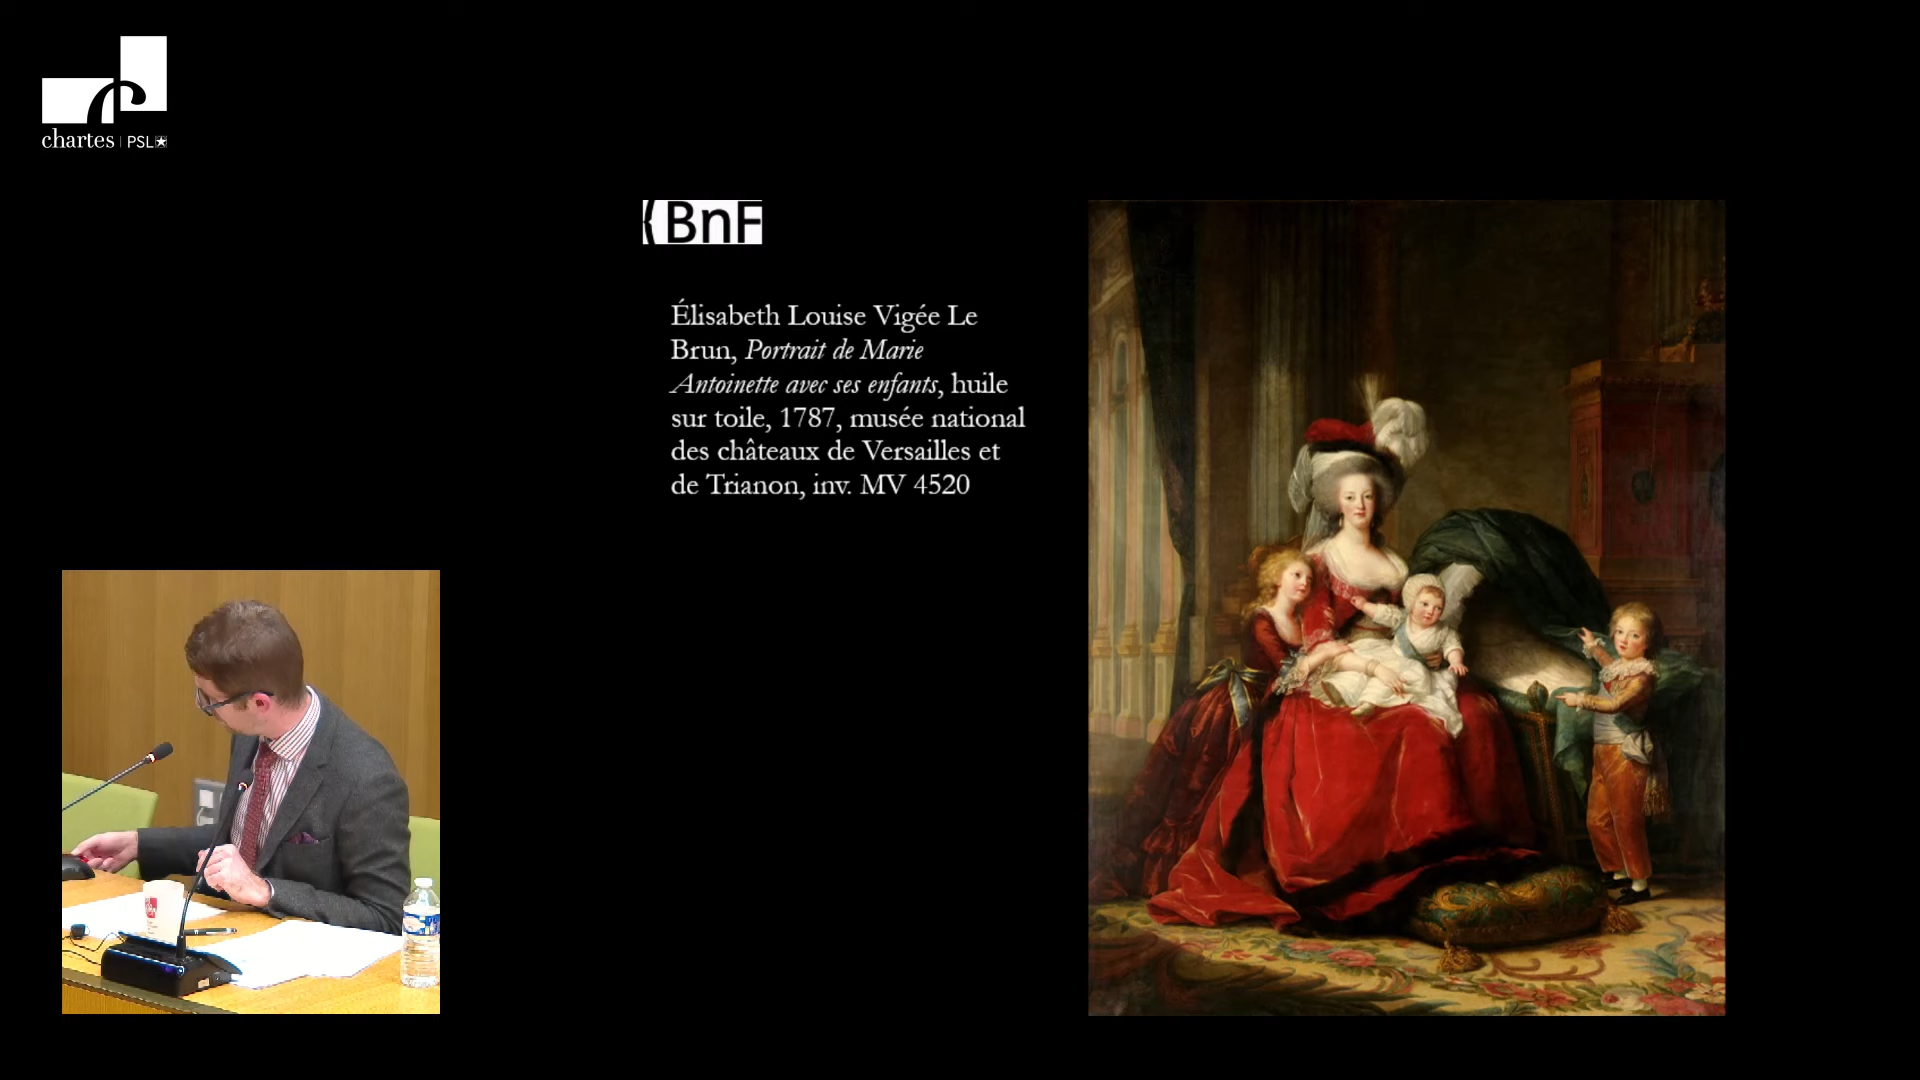 chartes | PSL★
BnF
Élisabeth Louise Vigée Le
Brun, Portrait de Marie
Antoinette avec ses enfants, huile
sur toile, 1787, musée national
des châteaux de Versailles et
de Trianon, inv. MV 4520